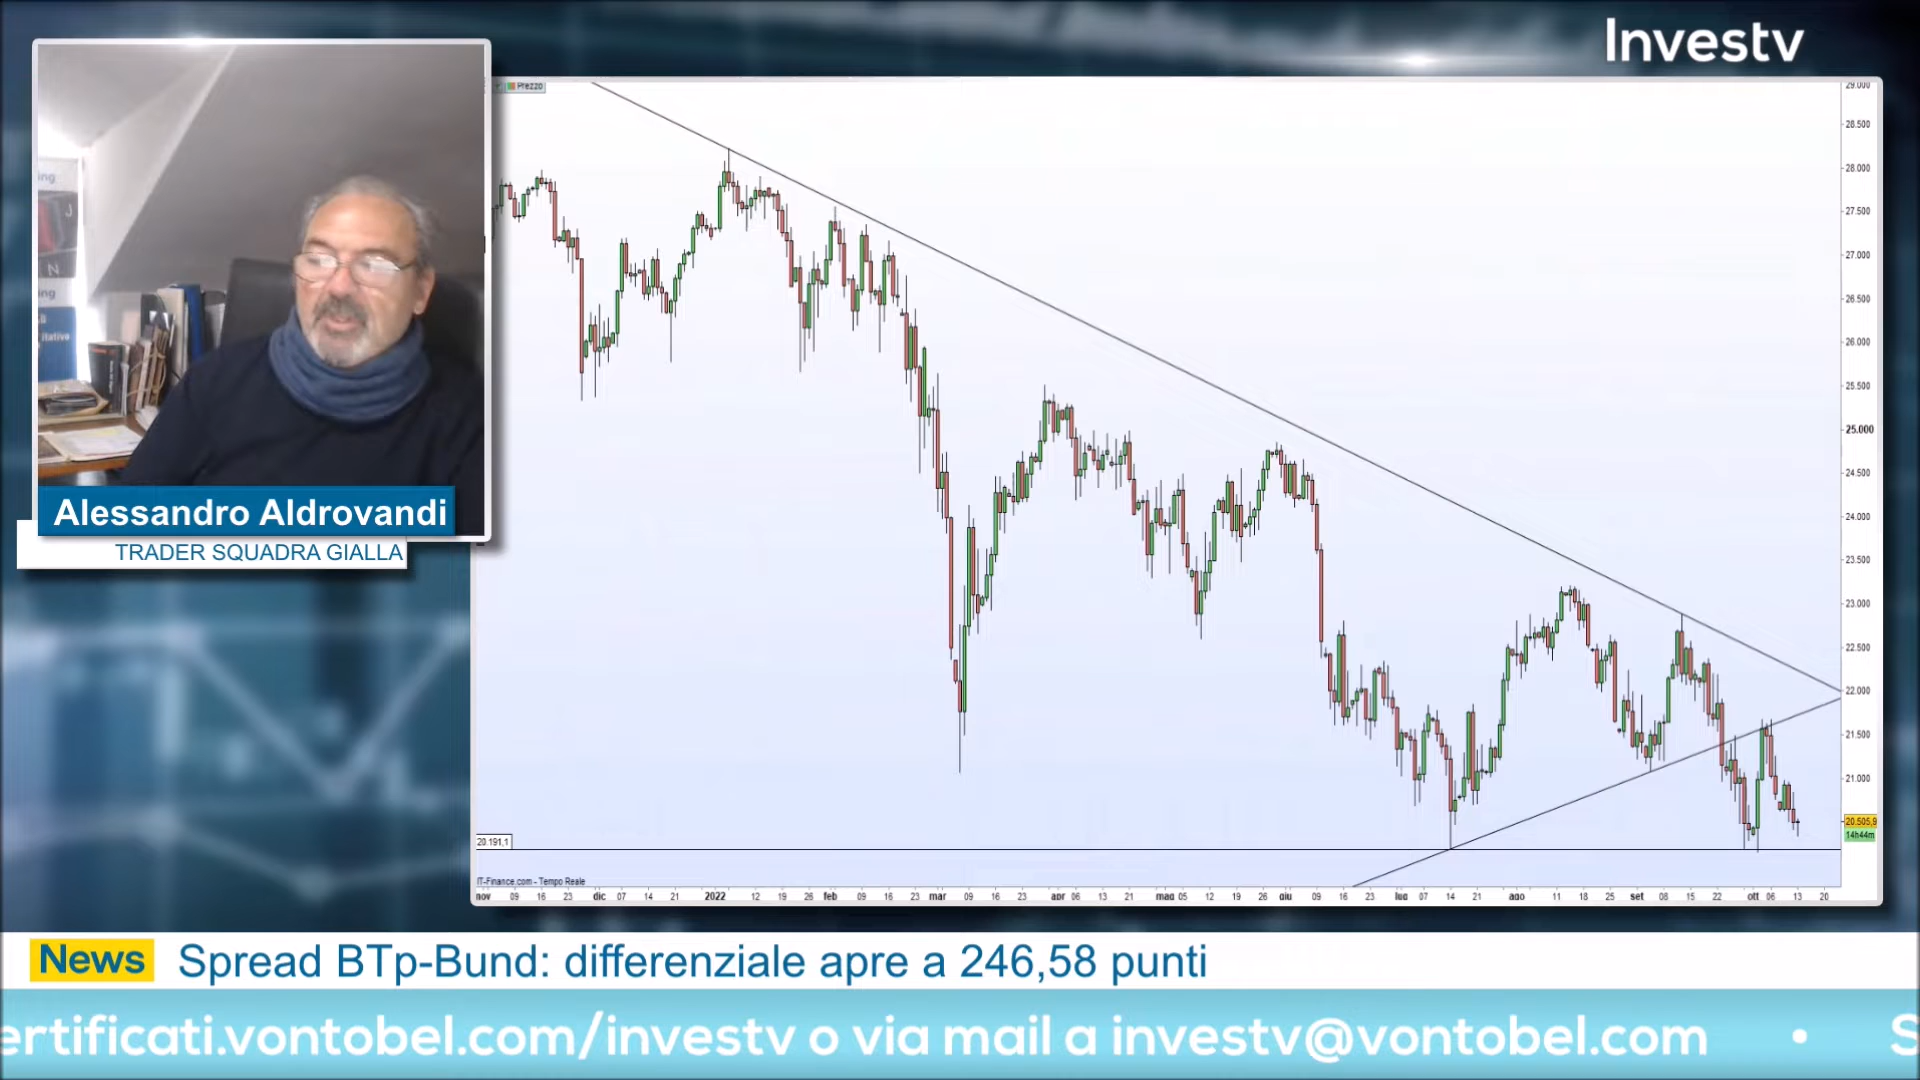 Investv
ing
J
N
ing
itativo
Alessandro Aldrovandi
TRADER SQUADRA GIALLA
Prezzo
29.000
28.500
28.000
27.500
27.000
26.500
26.000
25.500
25.000
24.500
24.000
23.500
23.000
22.500
22.000
21.500
21.000
20.505,9
14h44m
20.191,1
IT-Finance.com - Tempo Reale
nov 09 16 23 dic 07 14 21 2022 12 19 26 feb 09 16 23 mar apr 06 13 21 mag 05 12 19 26 giu 09 16 23 lug 07 14 21 ago 11 18 25 set 08 15 22 ott 06 13 20
News Spread BTp-Bund: differenziale apre a 246,58 punti
ertificati.vontobel.com/investv o via mail a investv@vontobel.com • S